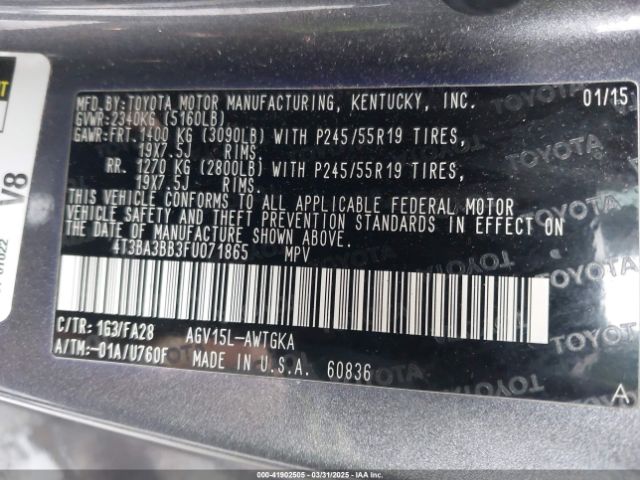 MFD.BY:TOYOTA MOTOR MANUFACTURING, KENTUCKY, INC. 01/15
GVWR:2340KG(5160LB)
GAWR:FRT.1400 KG (3090LB) WITH P245/55R19 TIRES,
19X7.5J RIMS.
RR. 1270 KG (2800LB) WITH P245/55R19 TIRES,
19X7.5J RIMS.
THIS VEHICLE CONFORMS TO ALL APPLICABLE FEDERAL MOTOR
VEHICLE SAFETY AND THEFT PREVENTION STANDARDS IN EFFECT ON
THE DATE OF MANUFACTURE SHOWN ABOVE.
4T3BA3BB3FU071865 MPV
C/TR: 1G3/FA28 AGV15L-AWTGKA
A/TM:-01A/U760F MADE IN U.S.A. 60836
A
V8
000-41902505 - 03/31/2025 - IAAI.COM